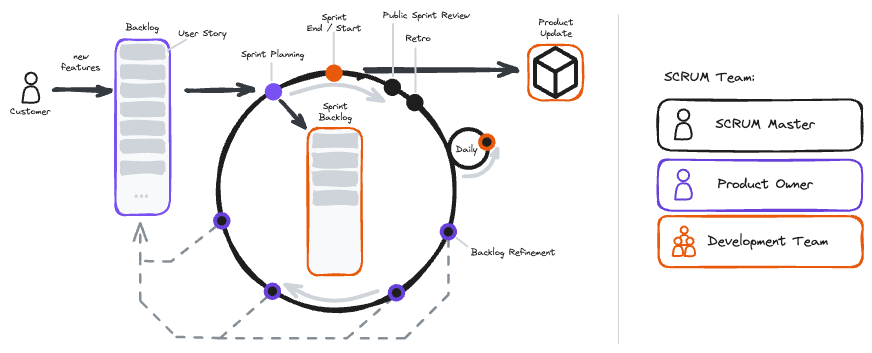 Backlog
User Story
new
features
Customer
Sprint Planning
Sprint
End / Start
Public Sprint Review
Retro
Product
Update
Sprint
Backlog
Daily
Backlog Refinement
...
SCRUM Team:
SCRUM Master
Product Owner
Development Team